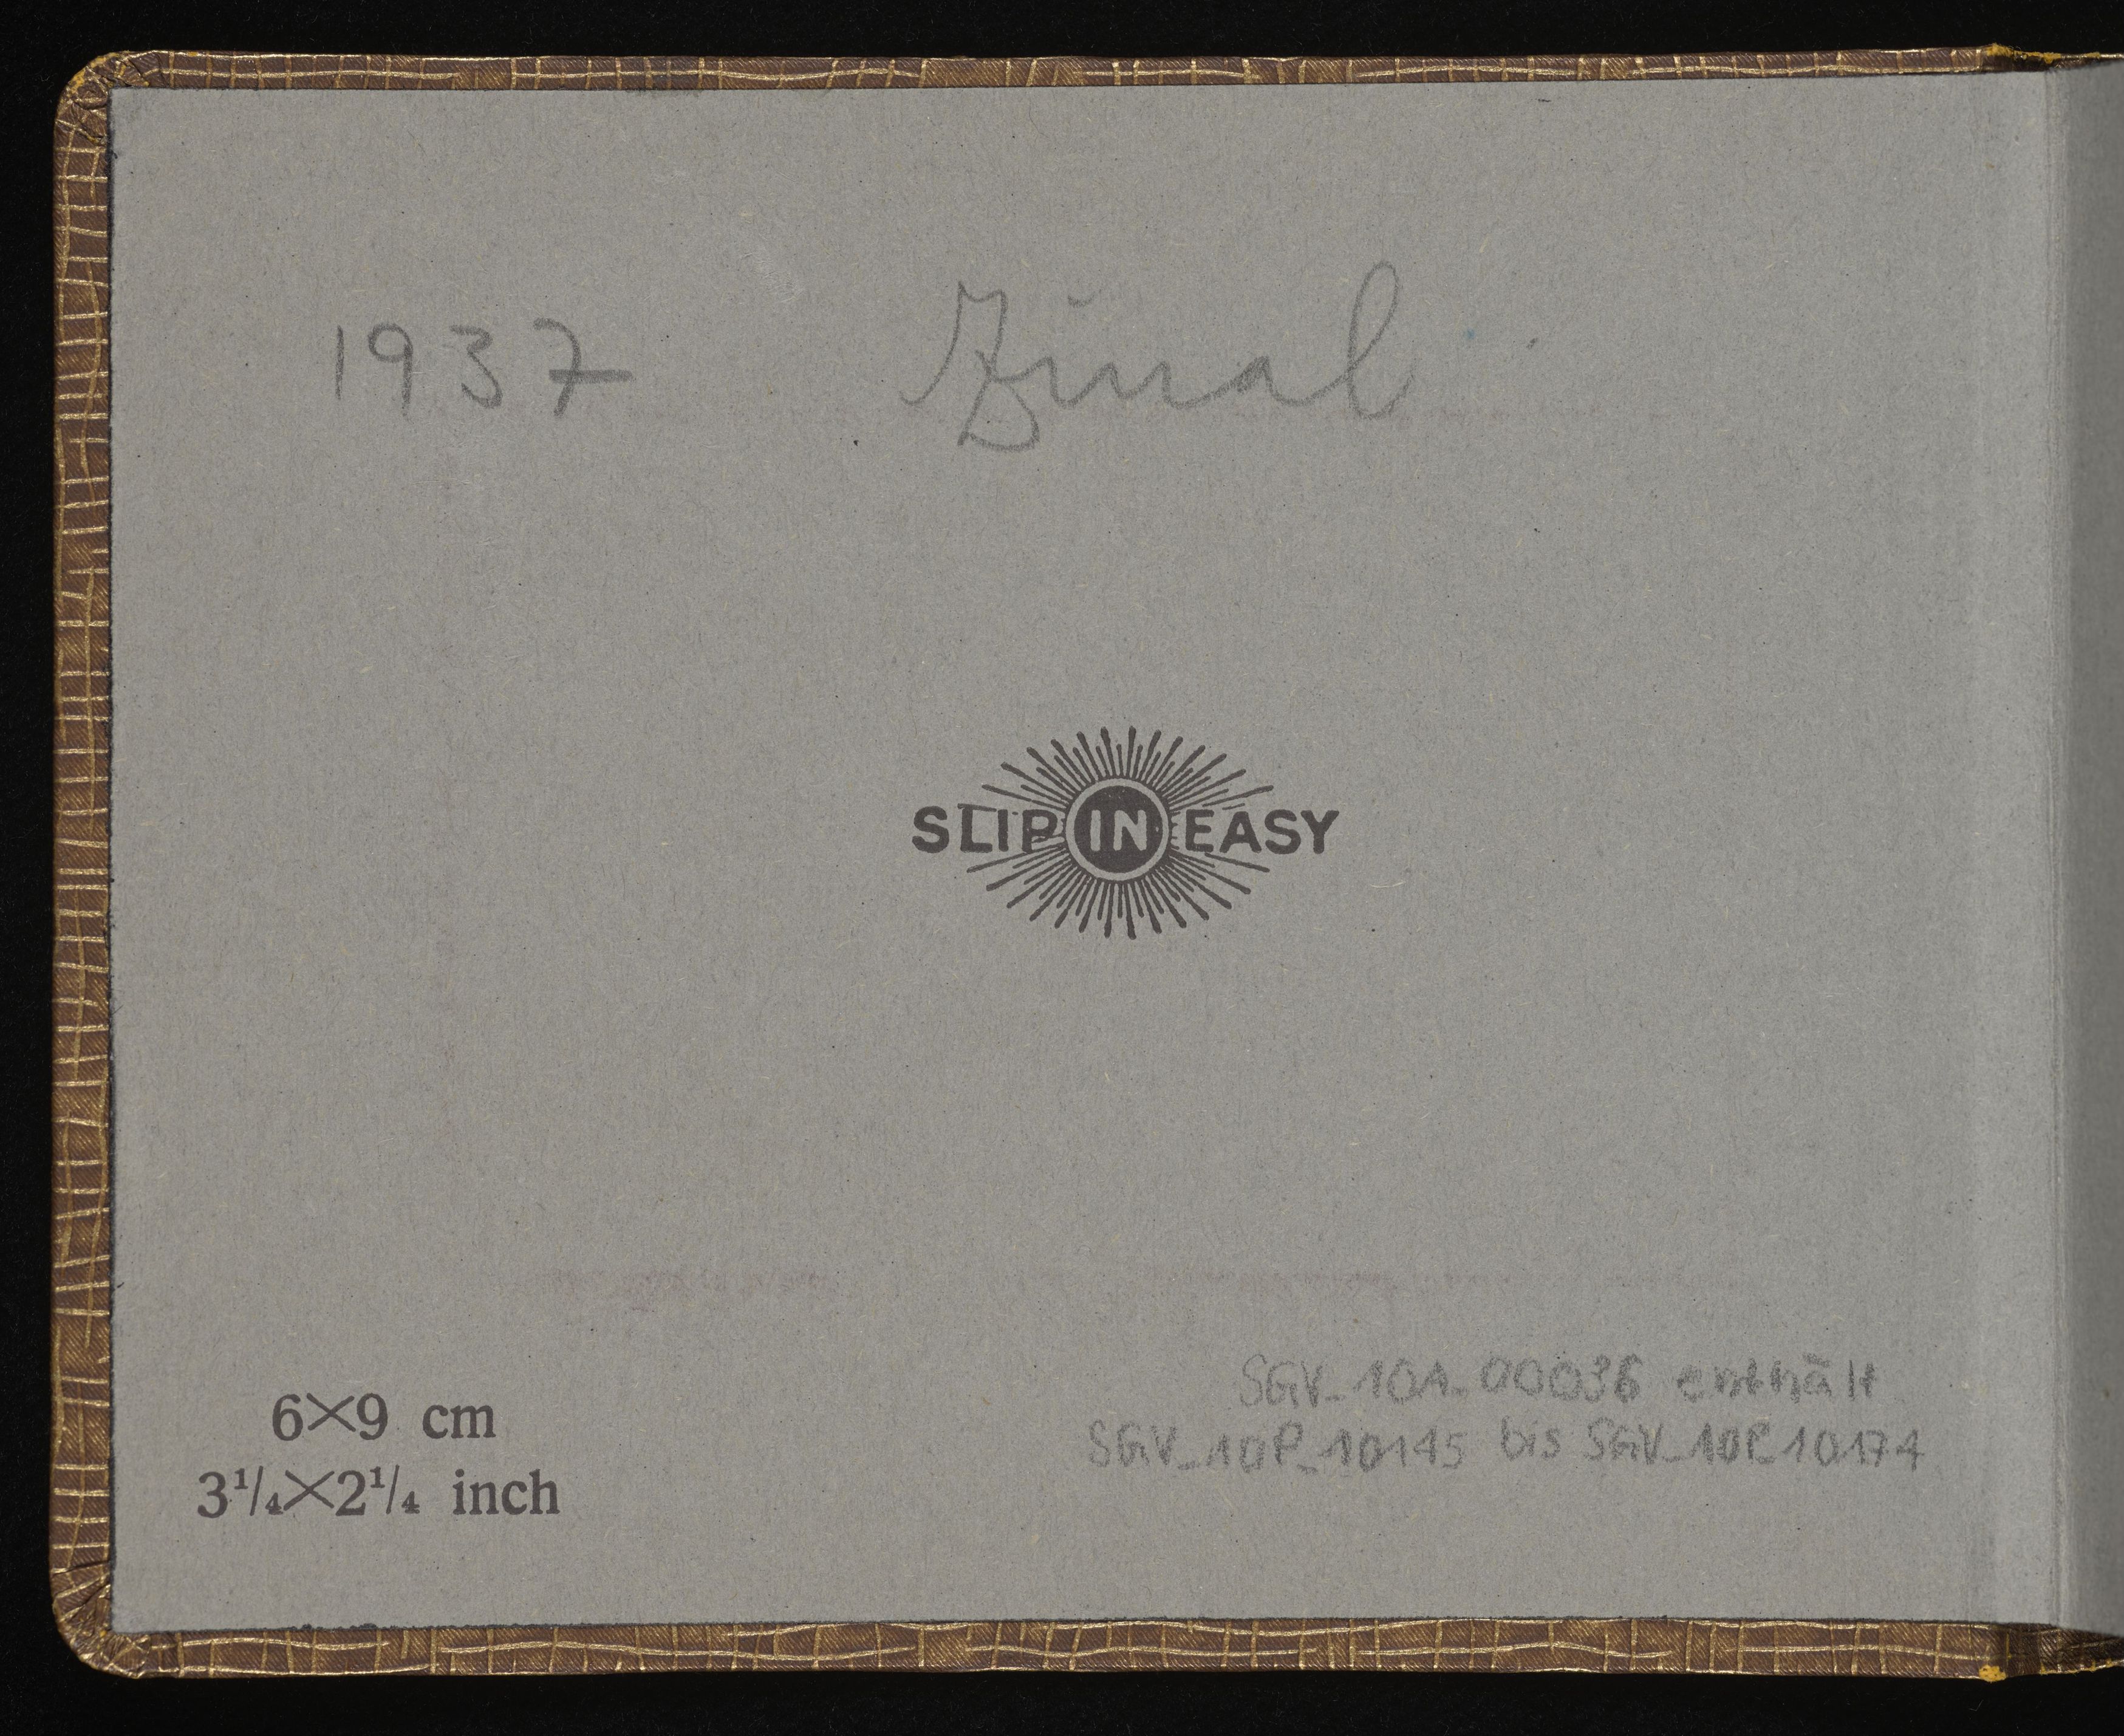 1937 Zinal
SLIP IN EASY
6×9 cm
3¹/₄×2¹/₄ inch
SGV_10A_00036 enthält
SGV_10P_10145 bis SGV_10P_10174